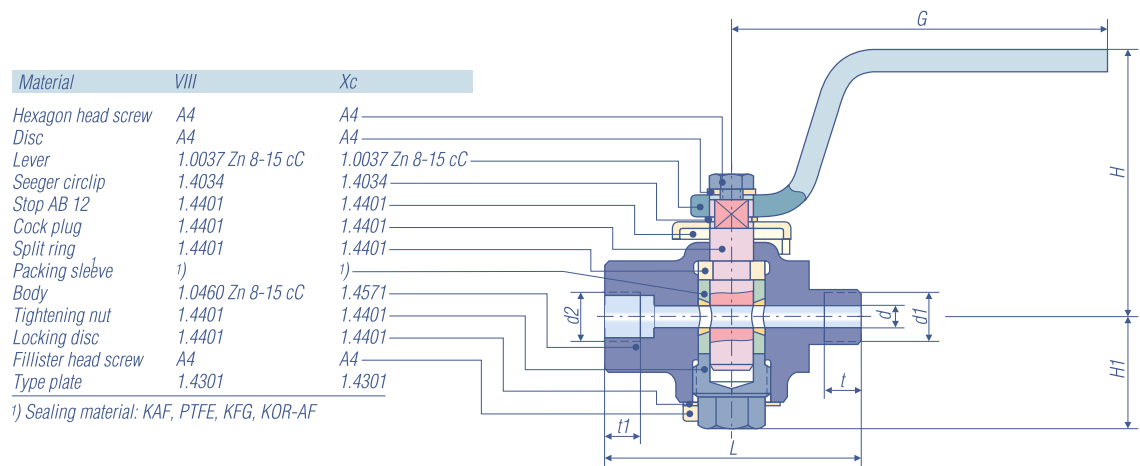 Material VIII Xc
Hexagon head screw A4 A4
Disc A4 A4
Lever 1.0037 Zn 8-15 cC 1.0037 Zn 8-15 cC
Seeger circlip 1.4034 1.4034
Stop AB 12 1.4401 1.4401
Cock plug 1.4401 1.4401
Split ring 1.4401 1.4401
1
Packing sleeve 1) 1)
Body 1.0460 Zn 8-15 cC 1.4571
Tightening nut 1.4401 1.4401
Locking disc 1.4401 1.4401
Fillister head screw A4 A4
Type plate 1.4301 1.4301
1) Sealing material: KAF, PTFE, KFG, KOR-AF
G
H
d2
d
d1
H1
t
t1
L